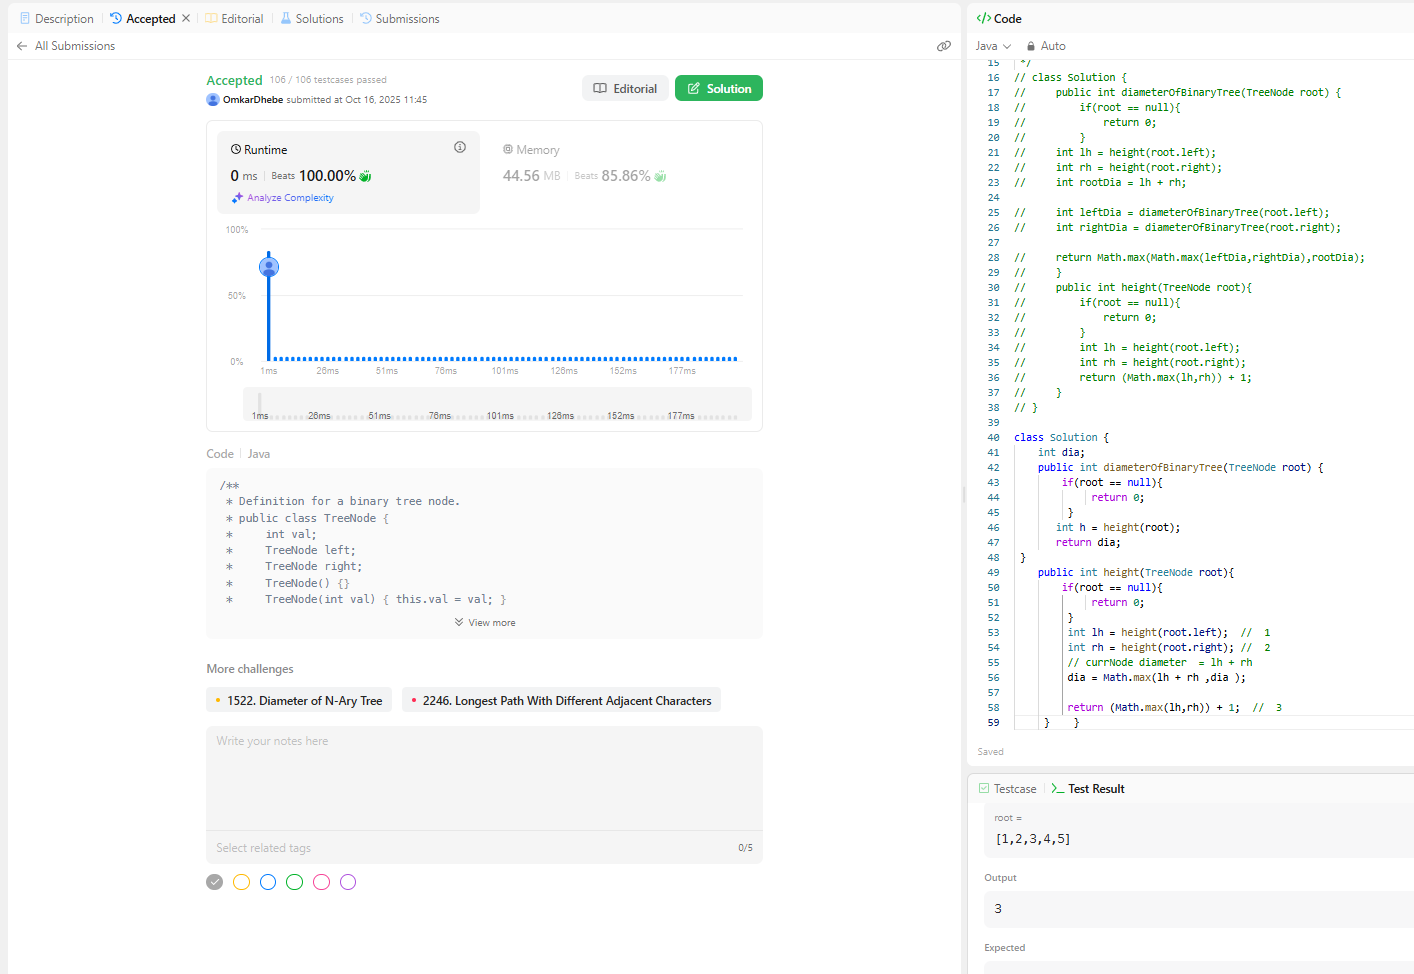 Description
Accepted
Editorial
Solutions
Submissions
All Submissions
Accepted 106 / 106 testcases passed
OmkarDhebe submitted at Oct 16, 2025 11:45
Editorial
Solution
Runtime
0 ms Beats 100.00%
Analyze Complexity
Memory
44.56 MB Beats 85.86%
100%
50%
0%
1ms 26ms 51ms 76ms 101ms 126ms 152ms 177ms
1ms 26ms 51ms 76ms 101ms 126ms 152ms 177ms
Code Java
/**
* Definition for a binary tree node.
* public class TreeNode {
* int val;
* TreeNode left;
* TreeNode right;
* TreeNode() {}
* TreeNode(int val) { this.val = val; }
View more
More challenges
1522. Diameter of N-Ary Tree
2246. Longest Path With Different Adjacent Characters
Write your notes here
Select related tags 0/5
</> Code
Java Auto
15 */
16 // class Solution {
17 // public int diameterOfBinaryTree(TreeNode root) {
18 // if(root == null){
19 // return 0;
20 // }
21 // int lh = height(root.left);
22 // int rh = height(root.right);
23 // int rootDia = lh + rh;
24
25 // int leftDia = diameterOfBinaryTree(root.left);
26 // int rightDia = diameterOfBinaryTree(root.right);
27
28 // return Math.max(Math.max(leftDia,rightDia),rootDia);
29 // }
30 // public int height(TreeNode root){
31 // if(root == null){
32 // return 0;
33 // }
34 // int lh = height(root.left);
35 // int rh = height(root.right);
36 // return (Math.max(lh,rh)) + 1;
37 // }
38 // }
39
40 class Solution {
41 int dia;
42 public int diameterOfBinaryTree(TreeNode root) {
43 if(root == null){
44 return 0;
45 }
46 int h = height(root);
47 return dia;
48 }
49 public int height(TreeNode root){
50 if(root == null){
51 return 0;
52 }
53 int lh = height(root.left); // 1
54 int rh = height(root.right); // 2
55 // currNode diameter = lh + rh
56 dia = Math.max(lh + rh ,dia );
57
58 return (Math.max(lh,rh)) + 1; // 3
59 } }
Saved
Testcase
Test Result
root =
[1,2,3,4,5]
Output
3
Expected